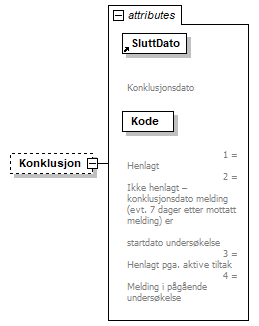 attributes
SluttDato
Konklusjonsdato
Kode
Konklusjon
1 =
Henlagt
2 =
Ikke henlagt –
konklusjonsdato melding
(evt. 7 dager etter mottatt
melding) er
startdato undersøkelse
3 =
Henlagt pga. aktive tiltak
4 =
Melding i pågående
undersøkelse